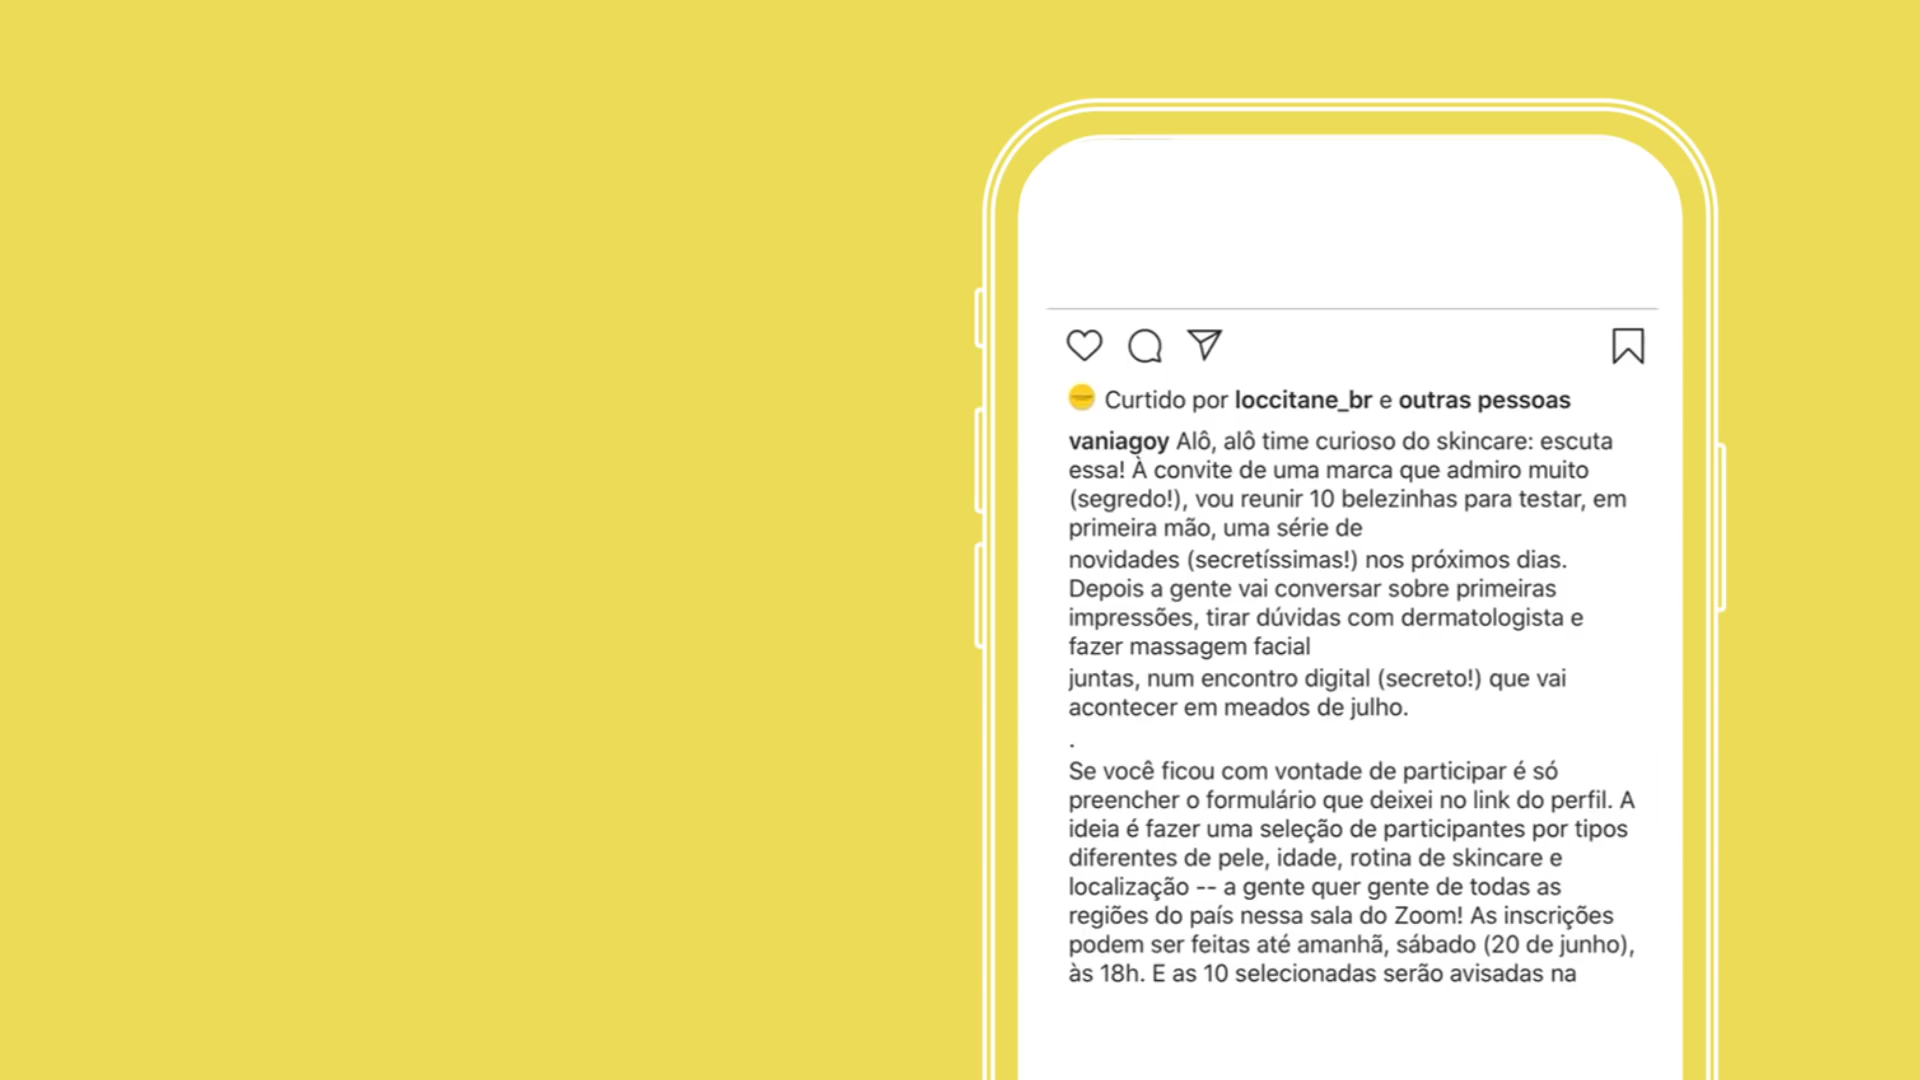 Curtido por loccitane_br e outras pessoas
vaniagoy Alô, alô time curioso do skincare: escuta
essa! À convite de uma marca que admiro muito
(segredo!), vou reunir 10 belezinhas para testar, em
primeira mão, uma série de
novidades (secretíssimas!) nos próximos dias.
Depois a gente vai conversar sobre primeiras
impressões, tirar dúvidas com dermatologista e
fazer massagem facial
juntas, num encontro digital (secreto!) que vai
acontecer em meados de julho.
.
Se você ficou com vontade de participar é só
preencher o formulário que deixei no link do perfil. A
ideia é fazer uma seleção de participantes por tipos
diferentes de pele, idade, rotina de skincare e
localização -- a gente quer gente de todas as
regiões do país nessa sala do Zoom! As inscrições
podem ser feitas até amanhã, sábado (20 de junho),
às 18h. E as 10 selecionadas serão avisadas na